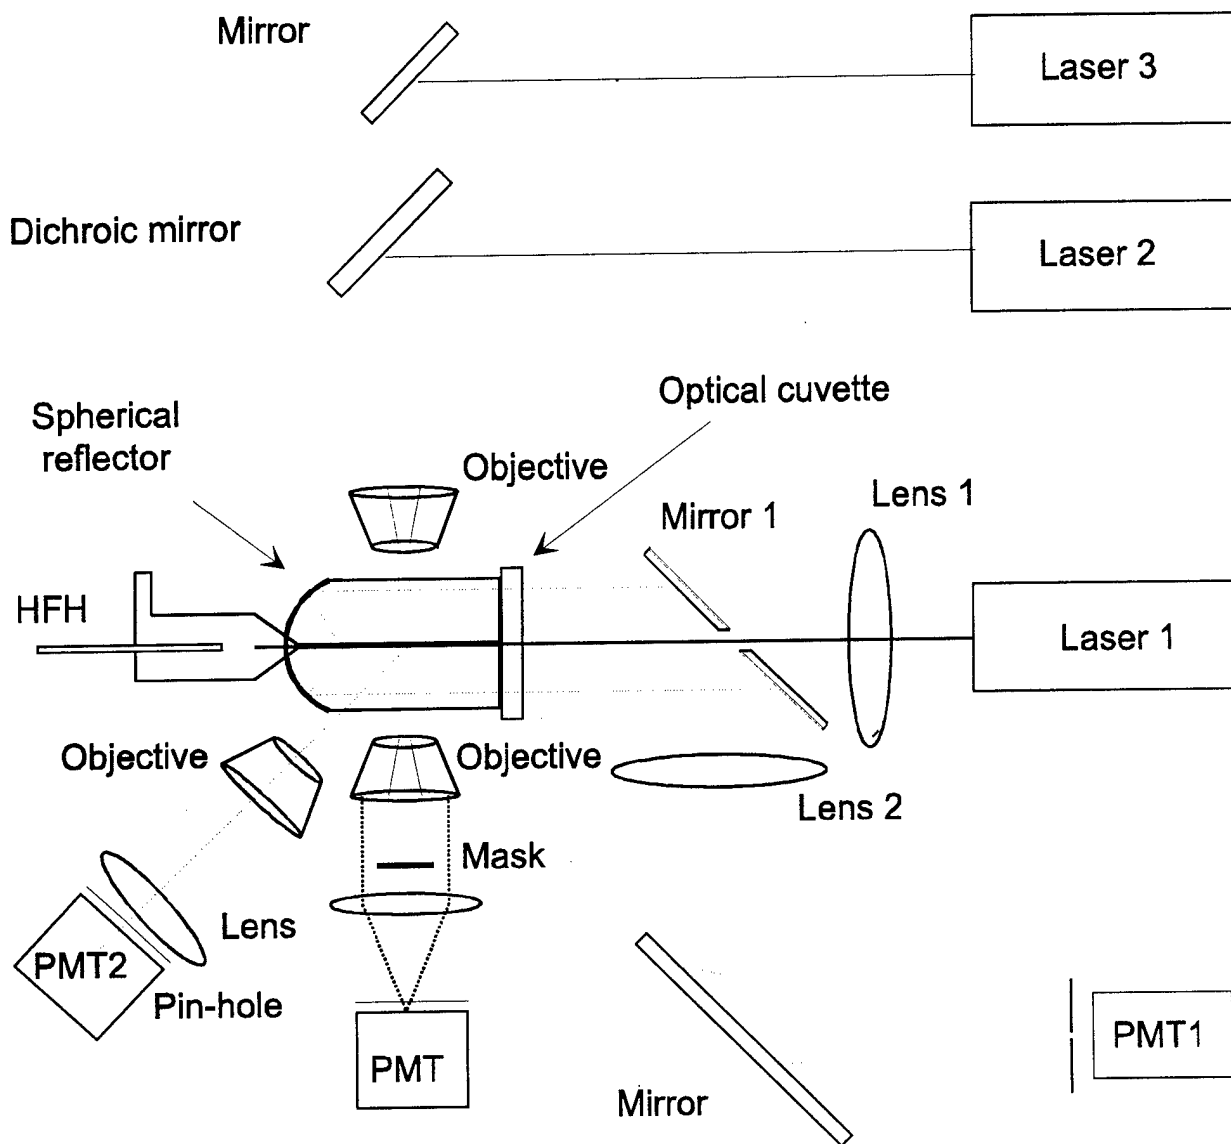 Mirror
Laser 3
Dichroic mirror
Laser 2
Optical cuvette
Spherical
reflector
Objective
Lens 1
Mirror 1
HFH
Laser 1
Objective
Objective
Lens 2
Mask
Lens
PMT2
Pin-hole
PMT
PMT1
Mirror